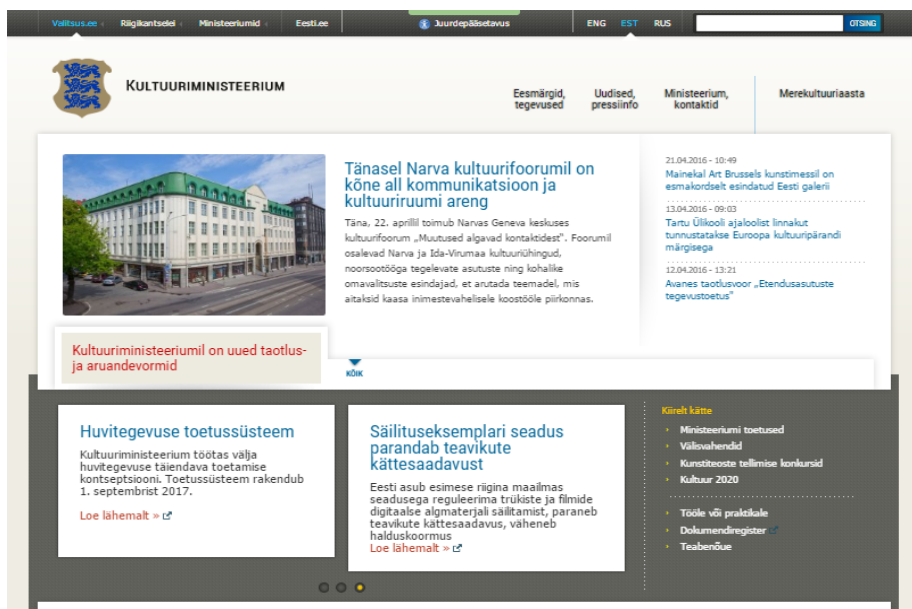 Valitsus.ee
Riigikantselei
Ministeeriumid
Eesti.ee
Juurdepääsetavus
ENG EST RUS
OTSING
KULTUURIMINISTEERIUM
Eesmärgid,
tegevused
Uudised,
pressiinfo
Ministeerium,
kontaktid
Merekultuuriaasta
Tänasel Narva kultuurifoorumil on
kõne all kommunikatsioon ja
kultuuriruumi areng
Täna, 22. aprillil toimub Narvas Geneva keskuses
kultuurifoorum „Muutused algavad kontaktidest". Foorumil
osalevad Narva ja Ida-Virumaa kultuuriühingud,
noorsootööga tegelevate asutuste ning kohalike
omavalitsuste esindajad, et arutada teemadel, mis
aitaksid kaasa inimestevahelisele koostööle piirkonnas.
21.04.2016 - 10:49
Mainekal Art Brussels kunstimessil on
esmakordselt esindatud Eesti galerii
13.04.2016 - 09:03
Tartu Ülikooli ajaloolist linnakut
tunnustatakse Euroopa kultuuripärandi
märgisega
12.04.2016 - 13:21
Avanes taotlusvoor „Etendusasutuste
tegevustoetus"
Kultuuriministeeriumil on uued taotlus-
ja aruandevormid
KÕIK
Huvitegevuse toetussüsteem
Kultuuriministeerium töötas välja
huvitegevuse täiendava toetamise
kontseptsiooni. Toetussüsteem rakendub
1. septembrist 2017.
Loe lähemalt »
Säilituseksemplari seadus
parandab teavikute
kättesaadavust
Eesti asub esimese riigina maailmas
seadusega reguleerima trükiste ja filmide
digitaalse algmaterjali säilitamist, paraneb
teavikute kättesaadavus, väheneb
halduskoormus
Loe lähemalt »
Kiirelt kätte
Ministeeriumi toetused
Välisvahendid
Kunstiteoste tellimise konkursid
Kultuur 2020
Tööle või praktikale
Dokumendiregister
Teabenõue